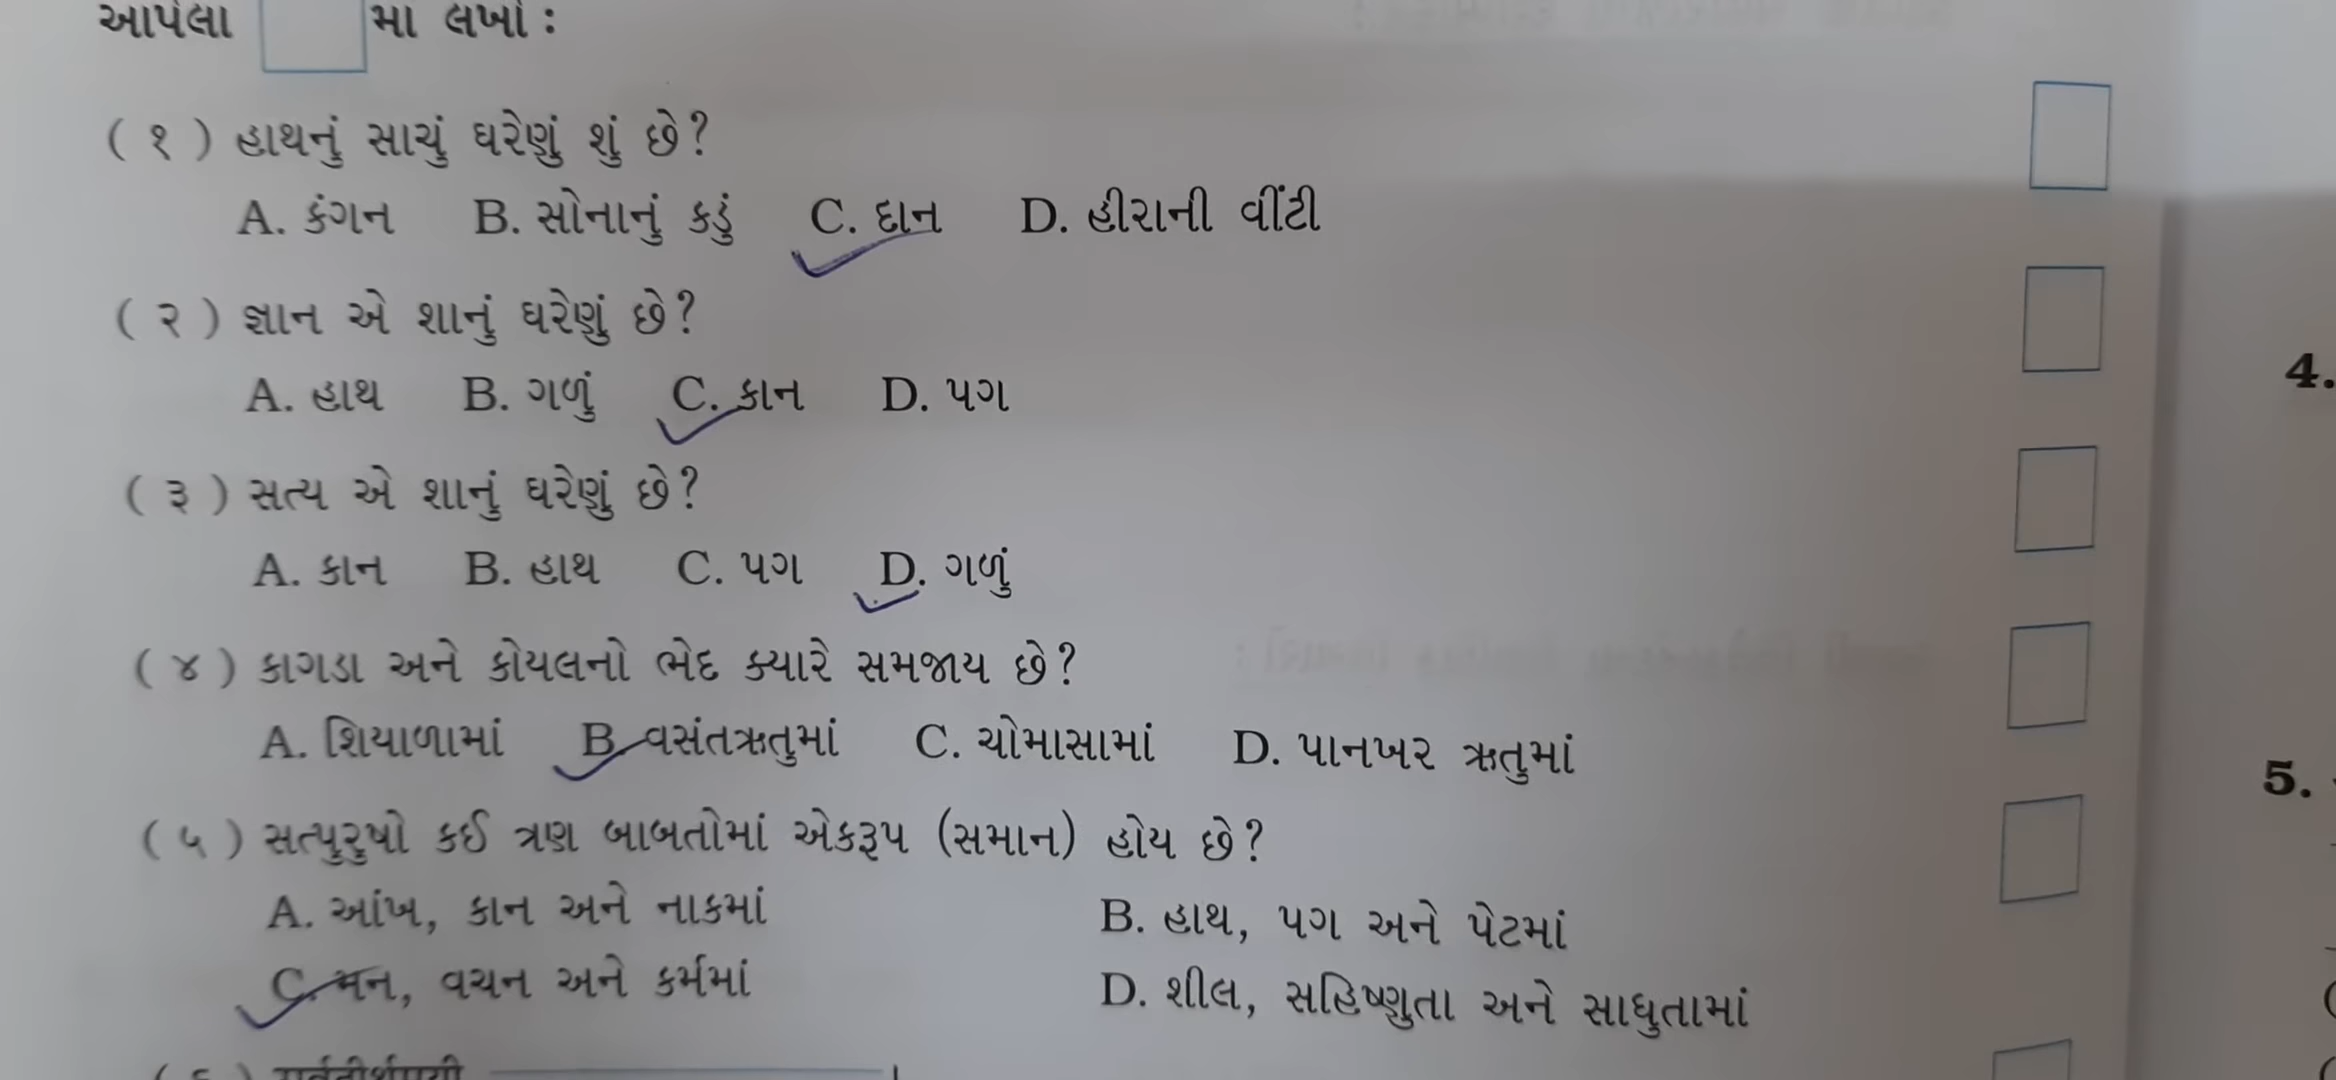 આપેલા માં લખો :
( ૧ ) હાથનું સાચું ઘરેણું શું છે?
A. કંગન B. સોનાનું કડું C. દાન D. હીરાની વીંટી
( ૨ ) જ્ઞાન એ શાનું ઘરેણું છે?
A. હાથ B. ગળું C. કાન D. પગ
( ૩ ) સત્ય એ શાનું ઘરેણું છે?
A. કાન B. હાથ C. પગ D. ગળું
( ૪ ) કાગડા અને કોયલનો ભેદ ક્યારે સમજાય છે?
A. શિયાળામાં B. વસંતઋતુમાં C. ચોમાસામાં D. પાનખર ઋતુમાં
( ૫ ) સત્પુરુષો કઈ ત્રણ બાબતોમાં એકરૂપ (સમાન) હોય છે?
A. આંખ, કાન અને નાકમાં B. હાથ, પગ અને પેટમાં
C. મન, વચન અને કર્મમાં D. શીલ, સહિષ્ણુતા અને સાધુતામાં
4.
5.